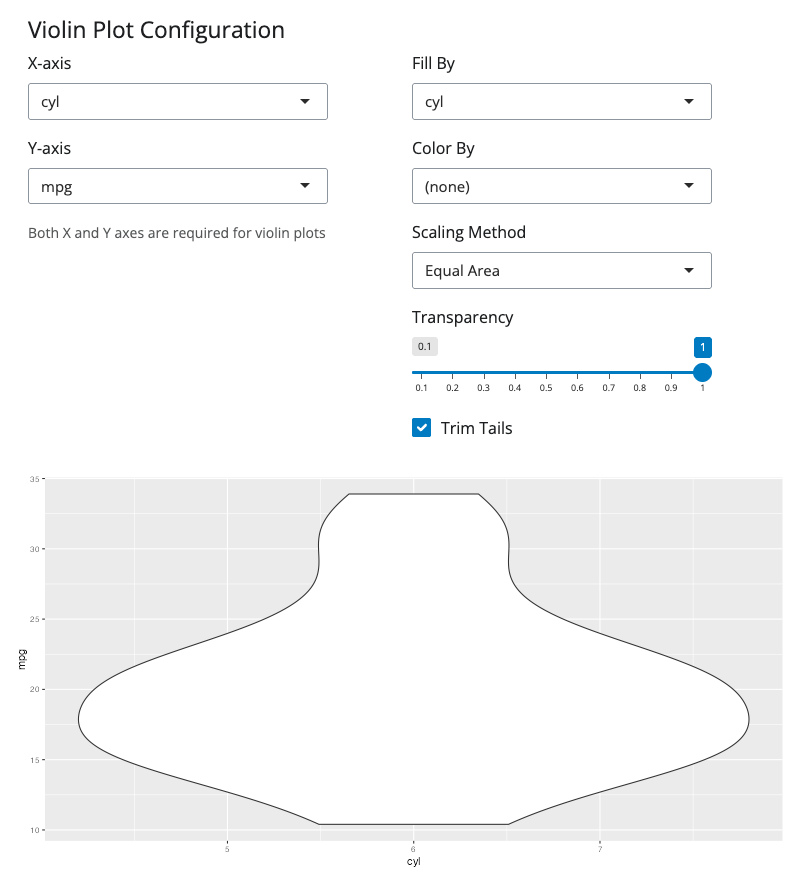 Violin Plot Configuration
X-axis
cyl
Y-axis
mpg
Both X and Y axes are required for violin plots
Fill By
cyl
Color By
(none)
Scaling Method
Equal Area
Transparency
0.1 1
0.1 0.2 0.3 0.4 0.5 0.6 0.7 0.8 0.9 1
Trim Tails
35
30
25
20
15
10
mpg
5 6 7
cyl